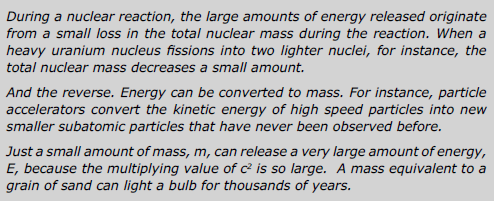 During a nuclear reaction, the large amounts of energy released originate
from a small loss in the total nuclear mass during the reaction. When a
heavy uranium nucleus fissions into two lighter nuclei, for instance, the
total nuclear mass decreases a small amount.
And the reverse. Energy can be converted to mass. For instance, particle
accelerators convert the kinetic energy of high speed particles into new
smaller subatomic particles that have never been observed before.
Just a small amount of mass, m, can release a very large amount of energy,
E, because the multiplying value of c² is so large. A mass equivalent to a
grain of sand can light a bulb for thousands of years.